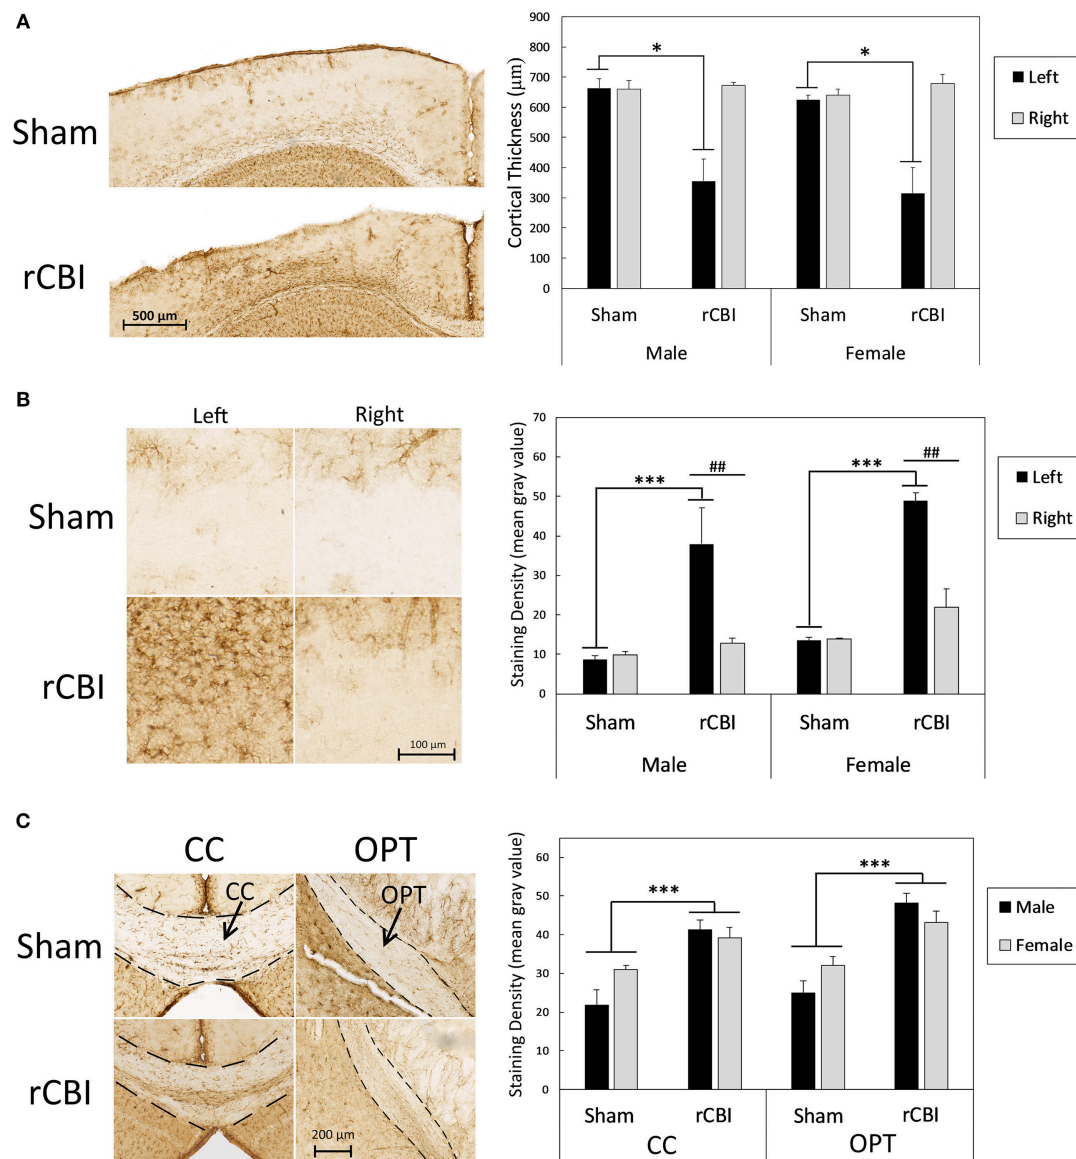 A
Sham
rCBI
500 µm
Cortical Thickness (µm)
900
800
700
600
500
400
300
200
100
0
*
*
Sham
rCBI
Sham
rCBI
Male
Female
Left
Right
B
Left
Right
Sham
rCBI
100 µm
Staining Density (mean gray value)
70
60
50
40
30
20
10
0
***
##
***
##
Sham
rCBI
Sham
rCBI
Male
Female
Left
Right
C
CC
OPT
CC
OPT
Sham
rCBI
200 µm
Staining Density (mean gray value)
60
50
40
30
20
10
0
***
***
Sham
rCBI
Sham
rCBI
CC
OPT
Male
Female